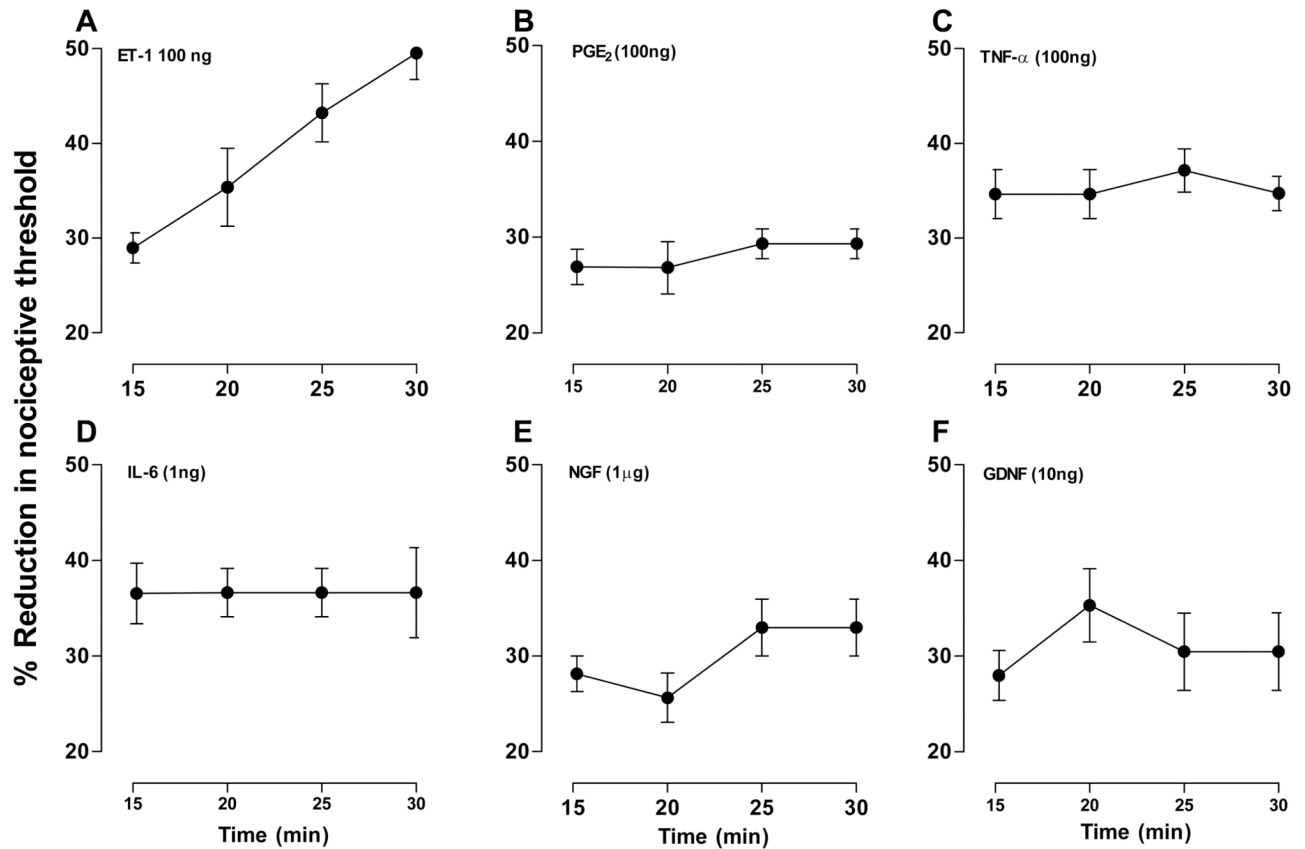 % Reduction in nociceptive threshold
A
ET-1 100 ng
50
40
30
20
15 20 25 30
B
PGE₂ (100ng)
50
40
30
20
15 20 25 30
C
TNF-α (100ng)
50
40
30
20
15 20 25 30
D
IL-6 (1ng)
50
40
30
20
15 20 25 30
Time (min)
E
NGF (1μg)
50
40
30
20
15 20 25 30
Time (min)
F
GDNF (10ng)
50
40
30
20
15 20 25 30
Time (min)